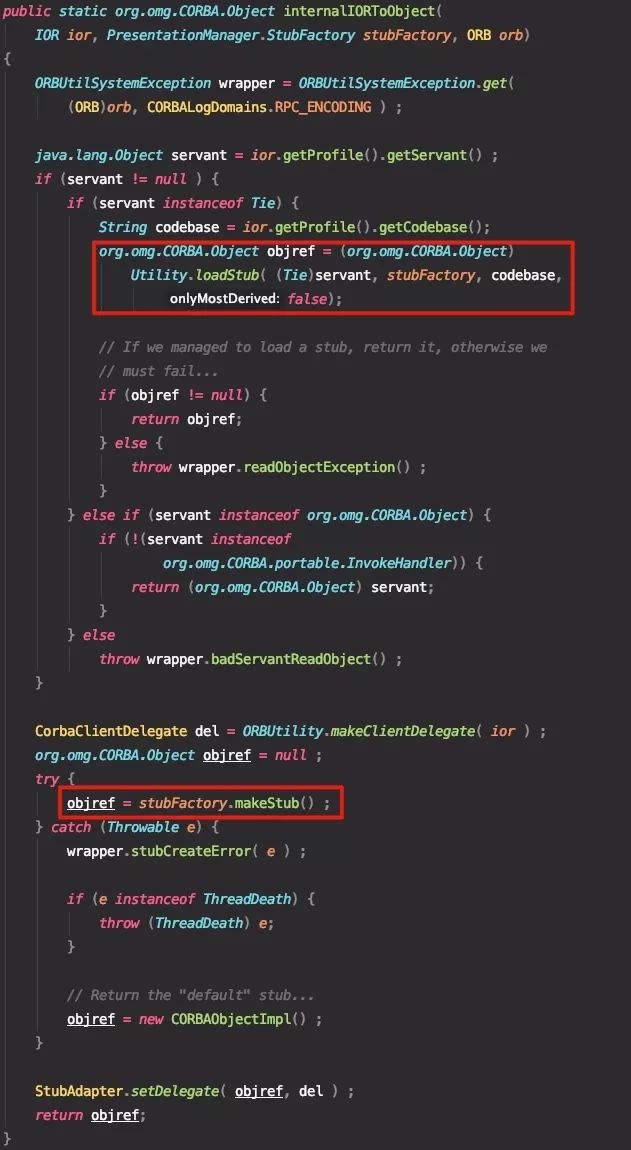 public static org.omg.CORBA.Object internalIORToObject(
IOR ior, PresentationManager.StubFactory stubFactory, ORB orb)
{
ORBUtilSystemException wrapper = ORBUtilSystemException.get(
(ORB)orb, CORBALogDomains.RPC_ENCODING ) ;
java.lang.Object servant = ior.getProfile().getServant() ;
if (servant != null ) {
if (servant instanceof Tie) {
String codebase = ior.getProfile().getCodebase();
org.omg.CORBA.Object objref = (org.omg.CORBA.Object)
Utility.loadStub( (Tie)servant, stubFactory, codebase,
onlyMostDerived: false);
// If we managed to load a stub, return it, otherwise we
// must fail...
if (objref != null) {
return objref;
} else {
throw wrapper.readObjectException() ;
}
} else if (servant instanceof org.omg.CORBA.Object) {
if (!(servant instanceof
org.omg.CORBA.portable.InvokeHandler)) {
return (org.omg.CORBA.Object) servant;
}
} else
throw wrapper.badServantReadObject() ;
}
CorbaClientDelegate del = ORBUtility.makeClientDelegate( ior ) ;
org.omg.CORBA.Object objref = null ;
try {
objref = stubFactory.makeStub() ;
} catch (Throwable e) {
wrapper.stubCreateError( e ) ;
if (e instanceof ThreadDeath) {
throw (ThreadDeath) e;
}
// Return the "default" stub...
objref = new CORBAObjectImpl() ;
}
StubAdapter.setDelegate( objref, del ) ;
return objref;
}